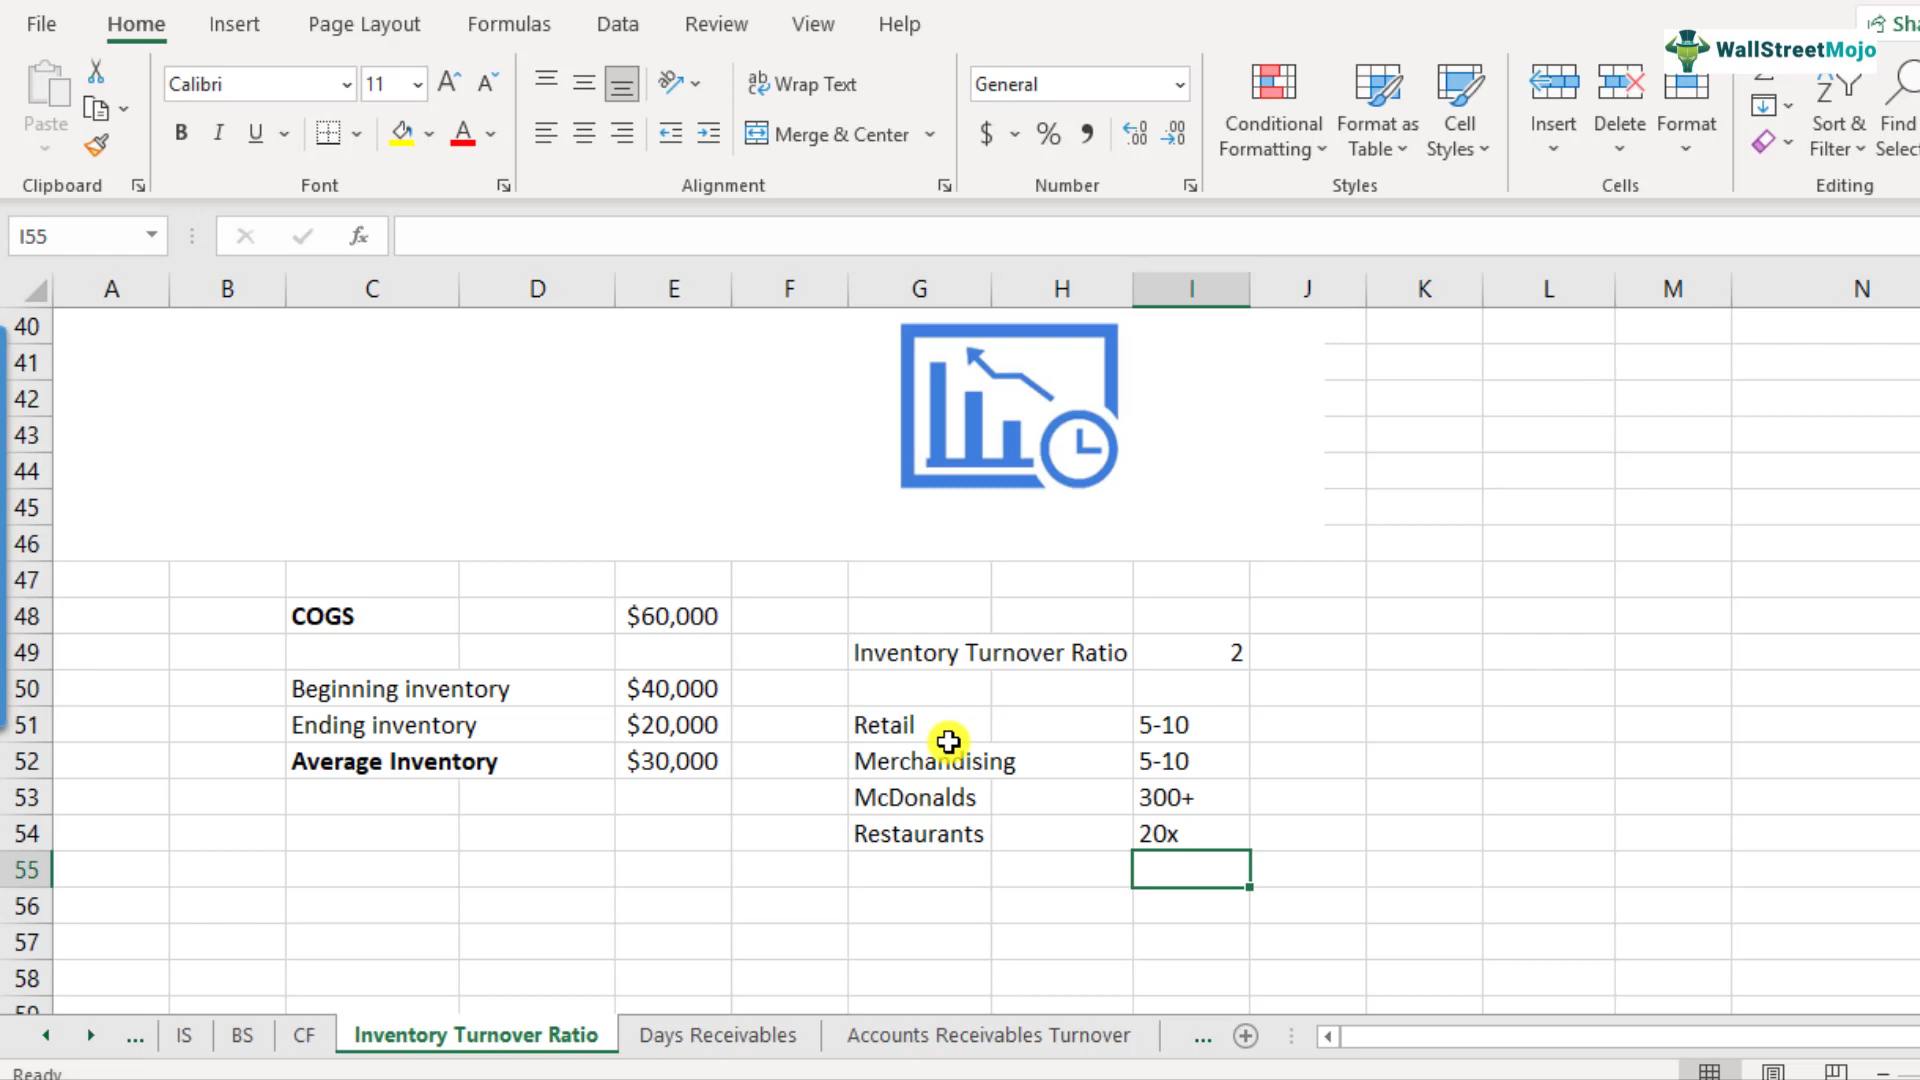 File Home Insert Page Layout Formulas Data Review View Help Sha
WallStreetMojo
Calibri 11 Wrap Text General
Paste B I U Merge & Center $ % Conditional Formatting Format as Table Cell Styles Insert Delete Format Sort & Filter Find Selec
Clipboard Font Alignment Number Styles Cells Editing
I55 fx
A B C D E F G H I J K L M N
40
41
42
43
44
45
46
47
48 COGS $60,000
49 Inventory Turnover Ratio 2
50 Beginning inventory $40,000
51 Ending inventory $20,000 Retail 5-10
52 Average Inventory $30,000 Merchandising 5-10
53 McDonalds 300+
54 Restaurants 20x
55
56
57
58
59
... IS BS CF Inventory Turnover Ratio Days Receivables Accounts Receivables Turnover ...
Ready